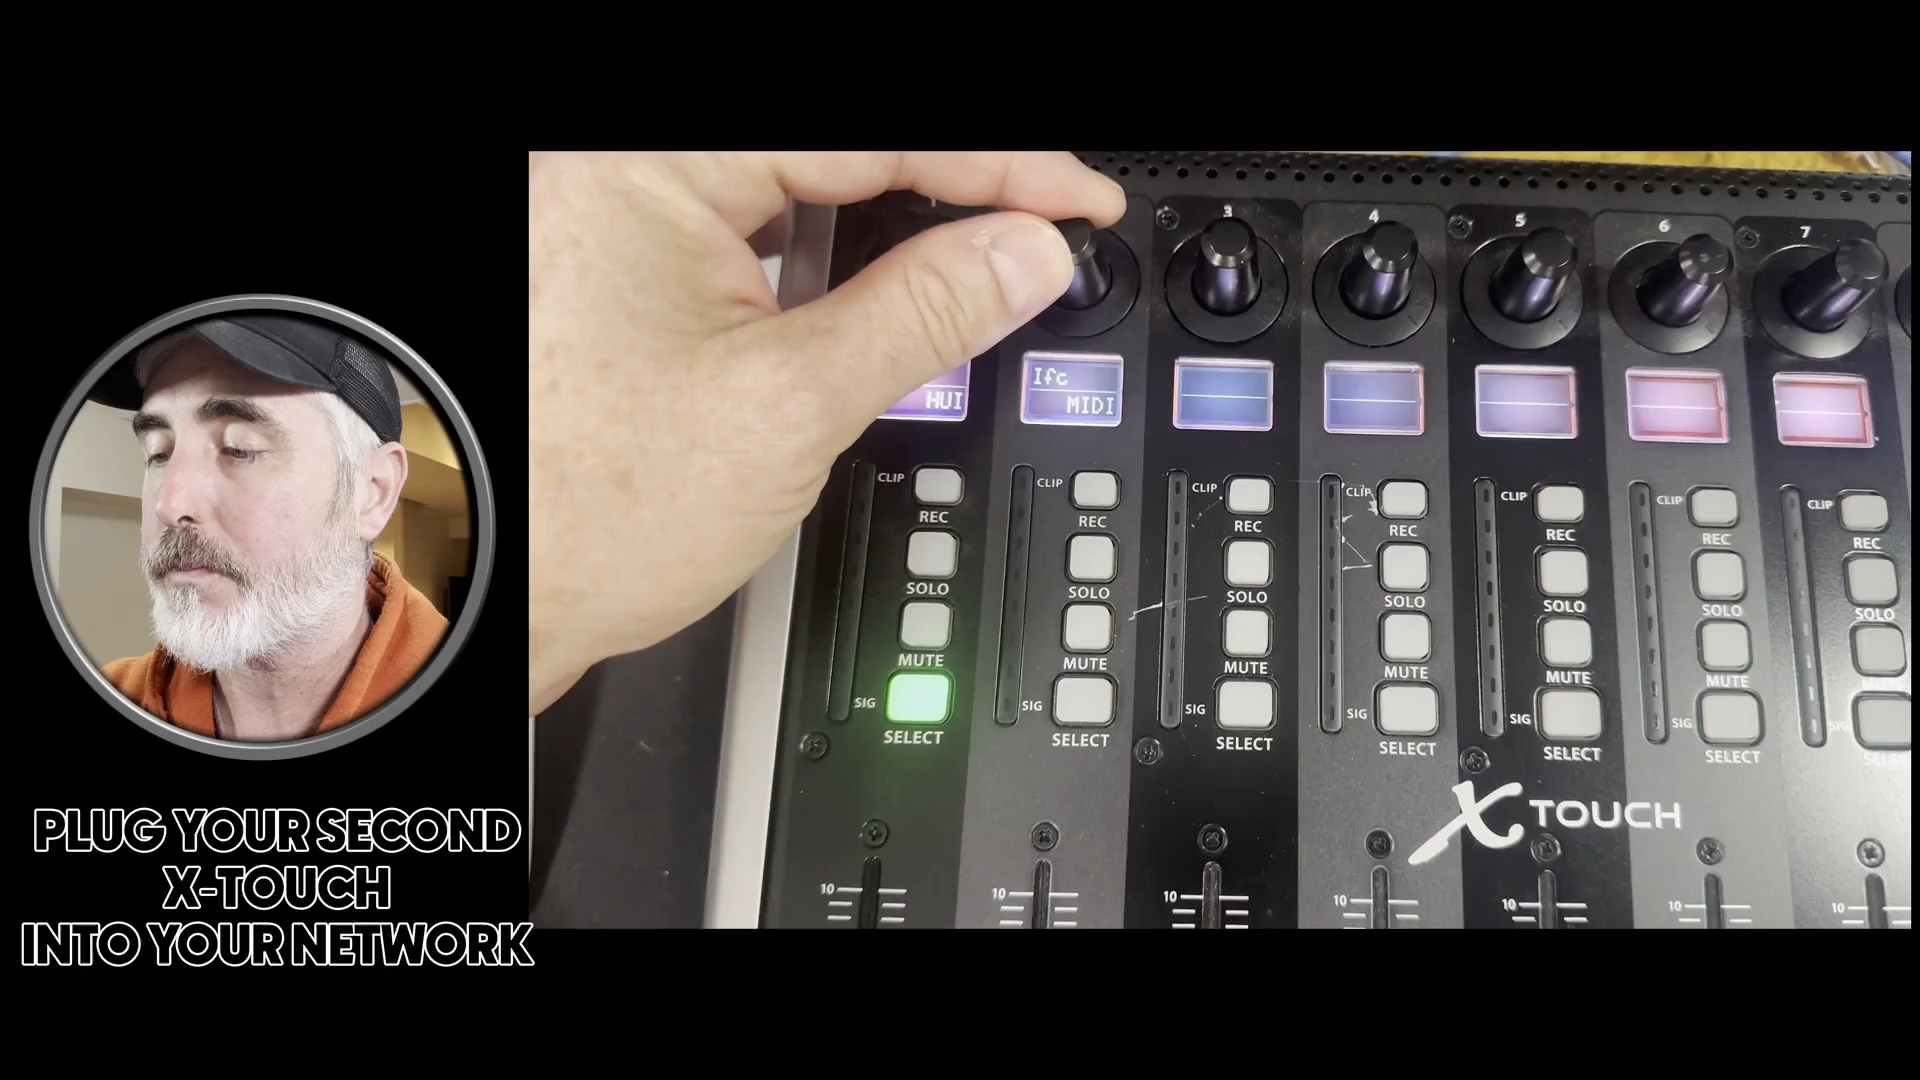 PLUG YOUR SECOND
X-TOUCH
INTO YOUR NETWORK
3 4 5 6 7
HUI
Ifc
MIDI
CLIP CLIP CLIP CLIP CLIP CLIP CLIP
REC REC REC REC REC REC REC
SOLO SOLO SOLO SOLO SOLO SOLO SOLO
MUTE MUTE MUTE MUTE MUTE MUTE
SIG SIG SIG SIG SIG SIG SIG
SELECT SELECT SELECT SELECT SELECT SELECT
X TOUCH
10 10 10 10 10 10 10